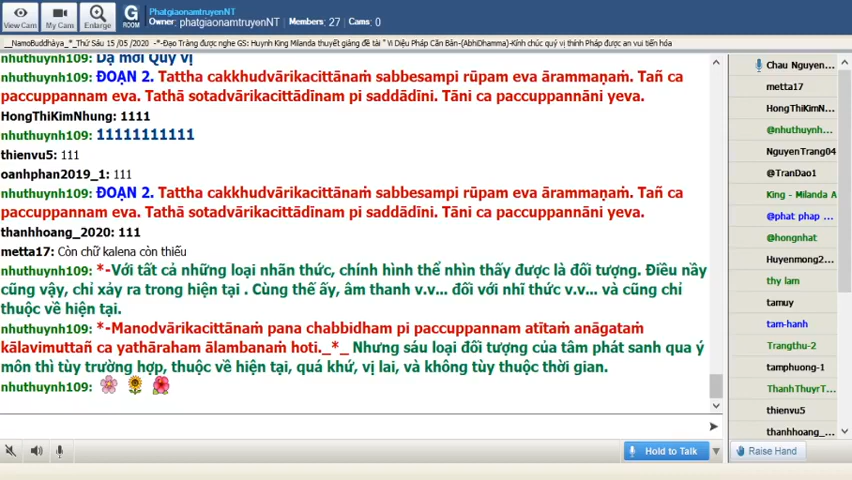 View Cam
My Cam
Enlarge
G
ROOM
PhatgiaonamtruyenNT
Owner: phatgiaonamtruyenNT Members: 27 Cams: 0
__NamoBuddhàya_*_Thứ Sáu 15 /05 /2020 -*-Đạo Tràng được nghe GS: Huynh King Milanda thuyết giảng đề tài " Vi Diệu Pháp Căn Bản-(AbhiDhamma)-Kính chúc quý vị thính Pháp được an vui tiến hóa
nhuthuynh109: Dạ mời Quý vị
nhuthuynh109: ĐOẠN 2. Tattha cakkhudvārikacittānaṁ sabbesampi rūpam eva ārammaṇaṁ. Tañ ca
paccuppannam eva. Tathā sotadvārikacittādīnam pi saddādīni. Tāni ca paccuppannāni yeva.
HongThiKimNhung: 1111
nhuthuynh109: 11111111111
thienvu5: 111
oanhphan2019_1: 111
nhuthuynh109: ĐOẠN 2. Tattha cakkhudvārikacittānaṁ sabbesampi rūpam eva ārammaṇaṁ. Tañ ca
paccuppannam eva. Tathā sotadvārikacittādīnam pi saddādīni. Tāni ca paccuppannāni yeva.
thanhhoang_2020: 111
metta17: Còn chữ kalena còn thiếu
nhuthuynh109: *-Với tất cả những loại nhãn thức, chính hình thể nhìn thấy được là đối tượng. Điều nầy
cũng vậy, chỉ xảy ra trong hiện tại . Cùng thế ấy, âm thanh v.v... đối với nhĩ thức v.v... và cũng chỉ
thuộc về hiện tại.
nhuthuynh109: *-Manodvārikacittānaṁ pana chabbidham pi paccuppannam atītaṁ anāgataṁ
kālavimuttañ ca yathāraham ālambanaṁ hoti._*_ Nhưng sáu loại đối tượng của tâm phát sanh qua ý
môn thì tùy trường hợp, thuộc về hiện tại, quá khứ, vị lai, và không tùy thuộc thời gian.
nhuthuynh109:
Chau Nguyen...
metta17
HongThiKimN...
@nhuthuynh...
NguyenTrang04
@TranDao1
King - Milanda A
@phat phap ...
@hongnhat
Huyenmong2...
thy lam
tamuy
tam-hanh
Trangthu-2
tamphuong-1
ThanhThuyrT...
thienvu5
thanhhoang_...
Hold to Talk
Raise Hand